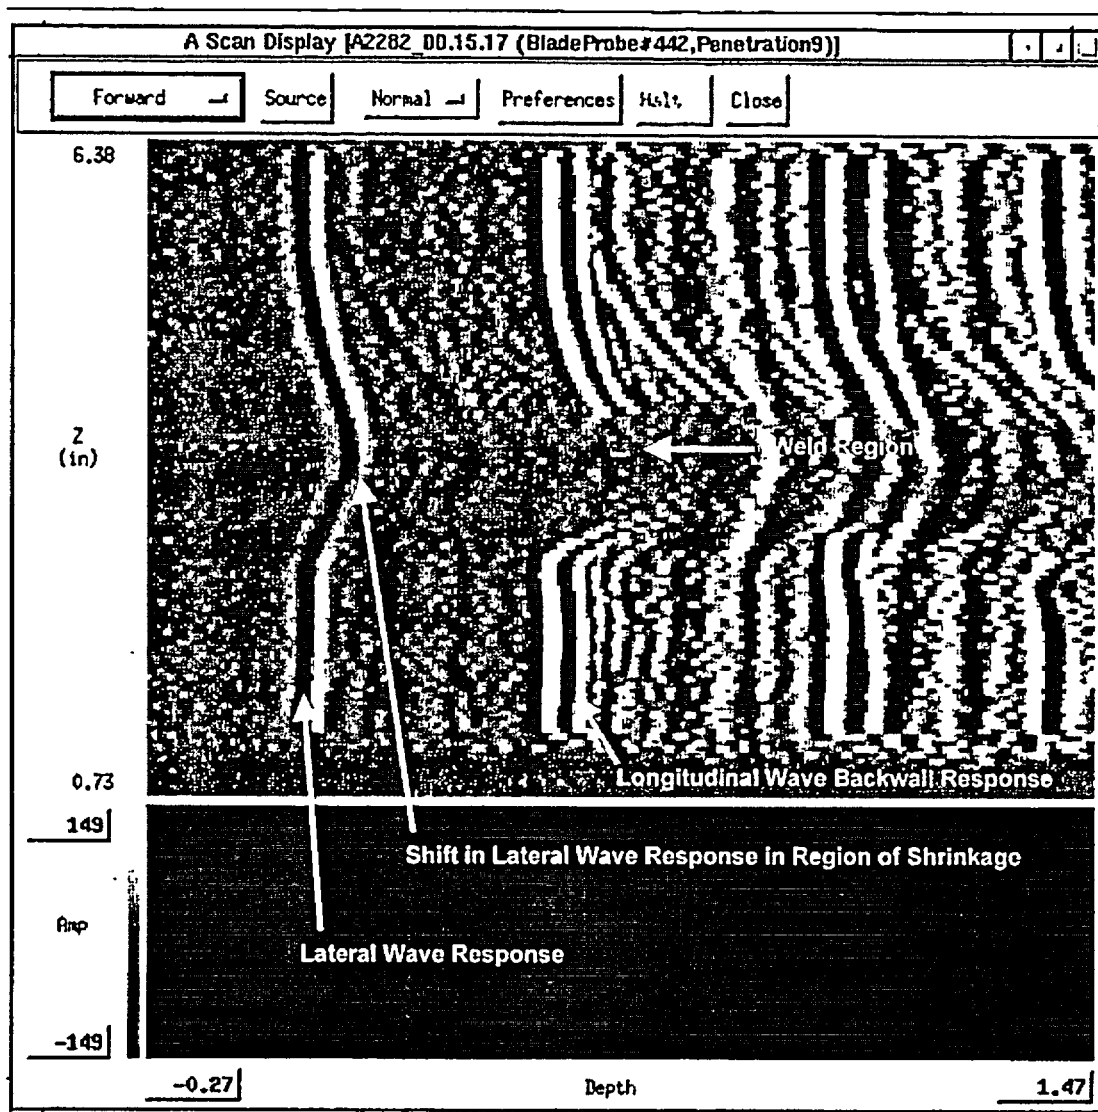 A Scan Display [A2282_00.15.17 (BladeProbe#442,Penetration9)]
Forward Source Normal Preferences Halt Close
6.38
Z
(in)
Weld Region
Longitudinal Wave Backwall Response
0.73
149
Shift in Lateral Wave Response in Region of Shrinkage
Amp
Lateral Wave Response
-149
-0.27 Depth 1.47